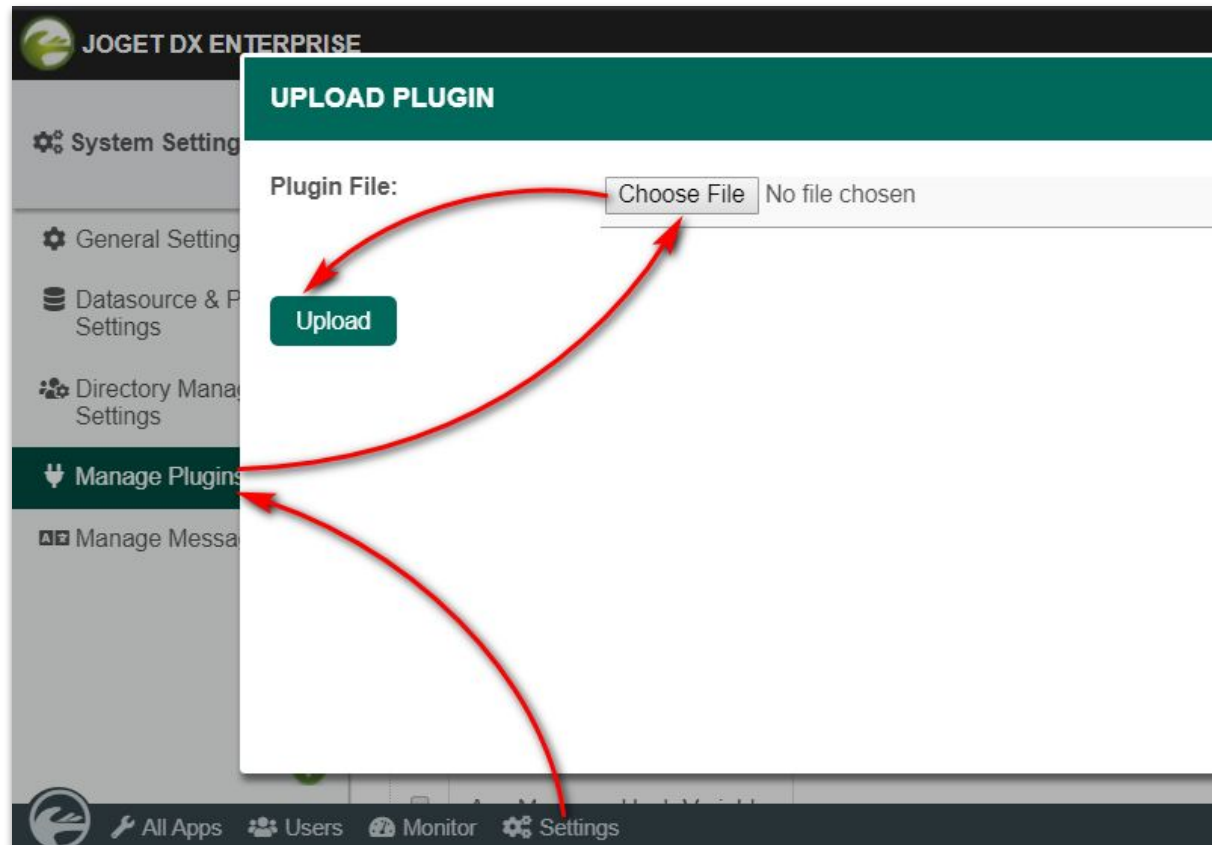 JOGET DX ENTERPRISE
UPLOAD PLUGIN
System Setting
Plugin File:
Choose File No file chosen
General Setting
Datasource & P
Settings
Upload
Directory Mana
Settings
Manage Plugins
Manage Messa
All Apps Users Monitor Settings